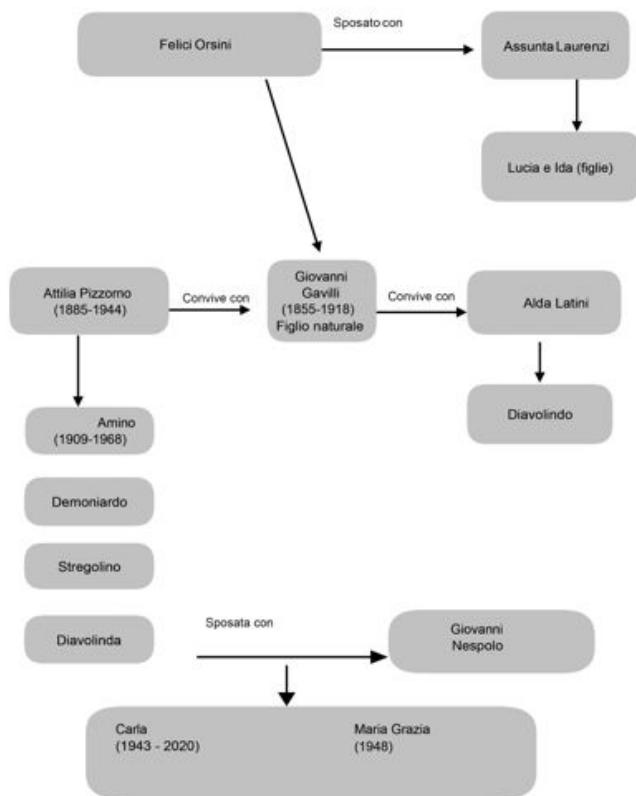 Felici Orsini
Sposato con
Assunta Laurenzi
Lucia e Ida (figlie)
Attilia Pizzorno
(1885-1944)
Convive con
Giovanni
Gavilli
(1855-1918)
Figlio naturale
Convive con
Alda Latini
Diavolindo
Amino
(1909-1968)
Demoniardo
Stregolino
Diavolinda
Sposata con
Giovanni
Nespolo
Carla
(1943 - 2020)
Maria Grazia
(1948)